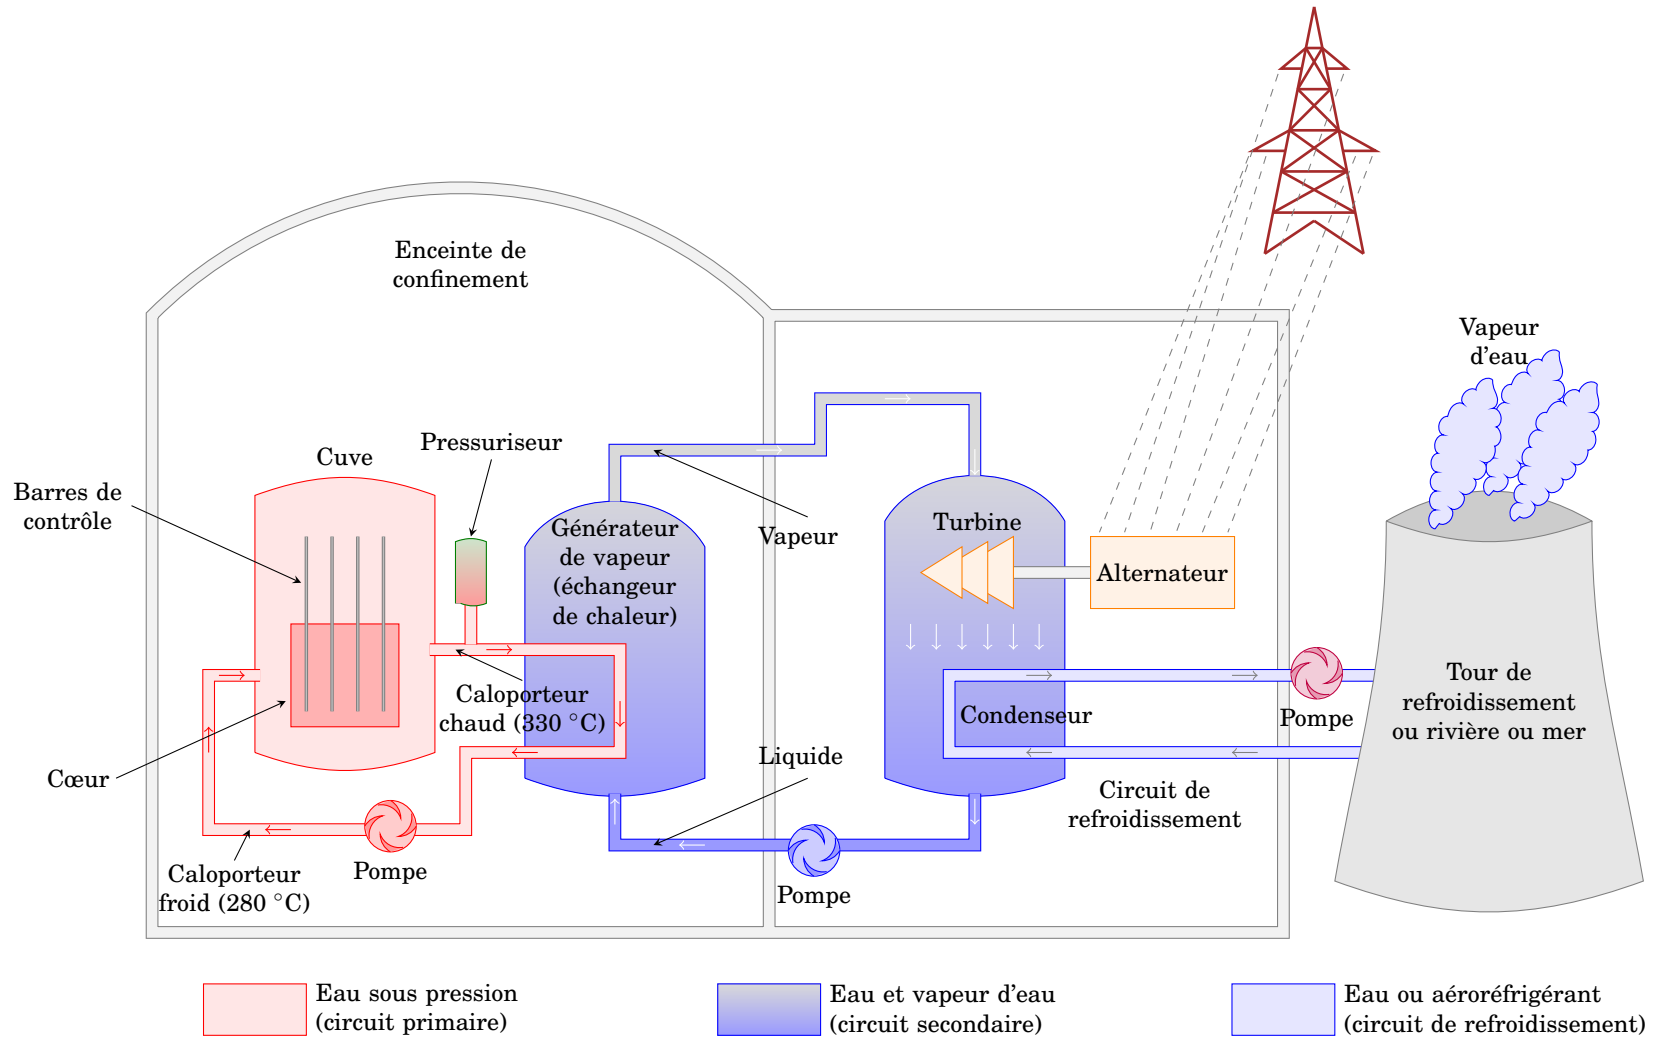 Enceinte de
confinement
Vapeur
d'eau
Pressuriseur
Cuve
Barres de
contrôle
Générateur
de vapeur
(échangeur
de chaleur)
Vapeur
Turbine
Alternateur
Caloporteur
chaud (330 °C)
Condenseur
Pompe
Tour de
refroidissement
ou rivière ou mer
Cœur
Liquide
Circuit de
refroidissement
Caloporteur
froid (280 °C)
Pompe
Pompe
Eau sous pression
(circuit primaire)
Eau et vapeur d'eau
(circuit secondaire)
Eau ou aéroréfrigérant
(circuit de refroidissement)